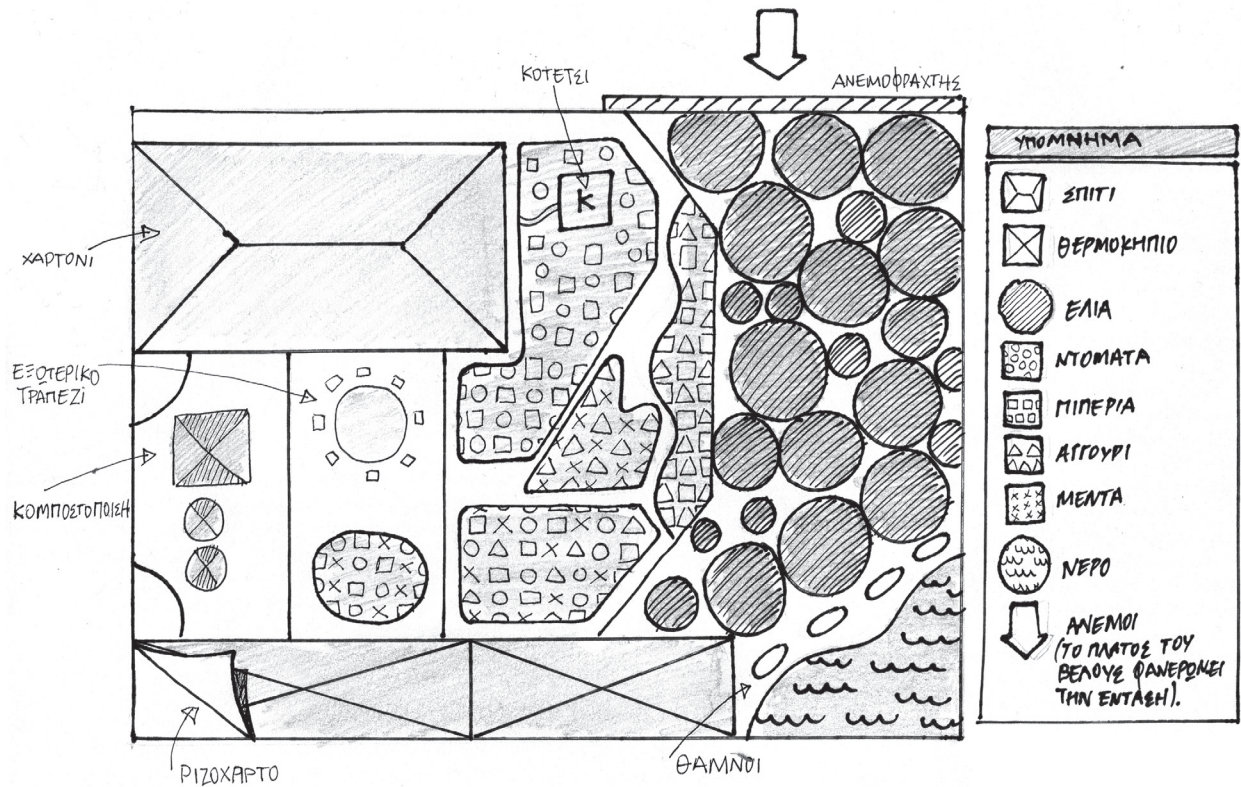 ΚΟΤΕΤΣΙ
ΑΝΕΜΟΦΡΑΧΤΗΣ
Κ
ΧΑΡΤΟΝΙ
ΕΞΩΤΕΡΙΚΟ
ΤΡΑΠΕΖΙ
ΚΟΜΠΟΣΤΟΠΟΙΗΣΗ
ΡΙΖΟΧΑΡΤΟ
ΘΑΜΝΟΙ
ΥΠΟΜΝΗΜΑ
ΣΠΙΤΙ
ΘΕΡΜΟΚΗΠΙΟ
ΕΛΙΑ
ΝΤΟΜΑΤΑ
ΠΙΠΕΡΙΑ
ΑΓΓΟΥΡΙ
ΜΕΝΤΑ
ΝΕΡΟ
ΑΝΕΜΟΙ
(ΤΟ ΠΛΑΤΟΣ ΤΟΥ
ΒΕΛΟΥΣ ΦΑΝΕΡΩΝΕΙ
ΤΗΝ ΕΝΤΑΣΗ).